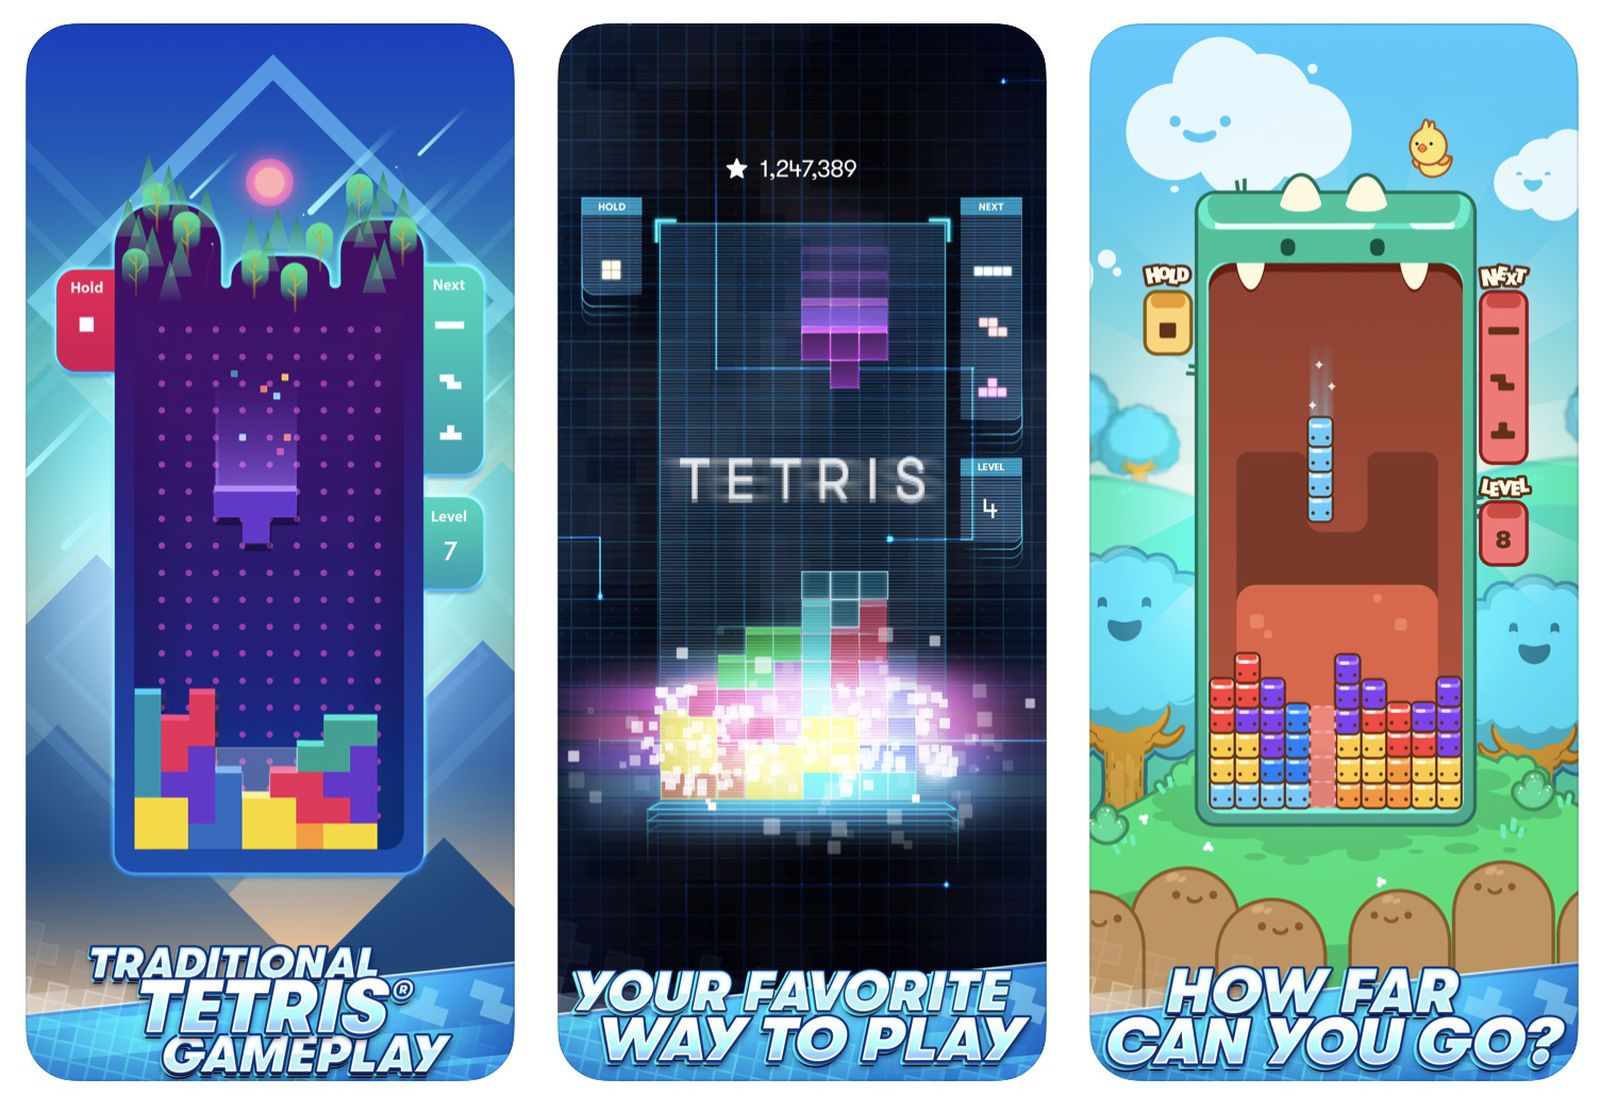 Hold
Next
Level
7
TRADITIONAL
TETRIS®
GAMEPLAY
1,247,389
HOLD
NEXT
TETRIS
LEVEL
4
YOUR FAVORITE
WAY TO PLAY
HOLD
NEXT
LEVEL
8
HOW FAR
CAN YOU GO?